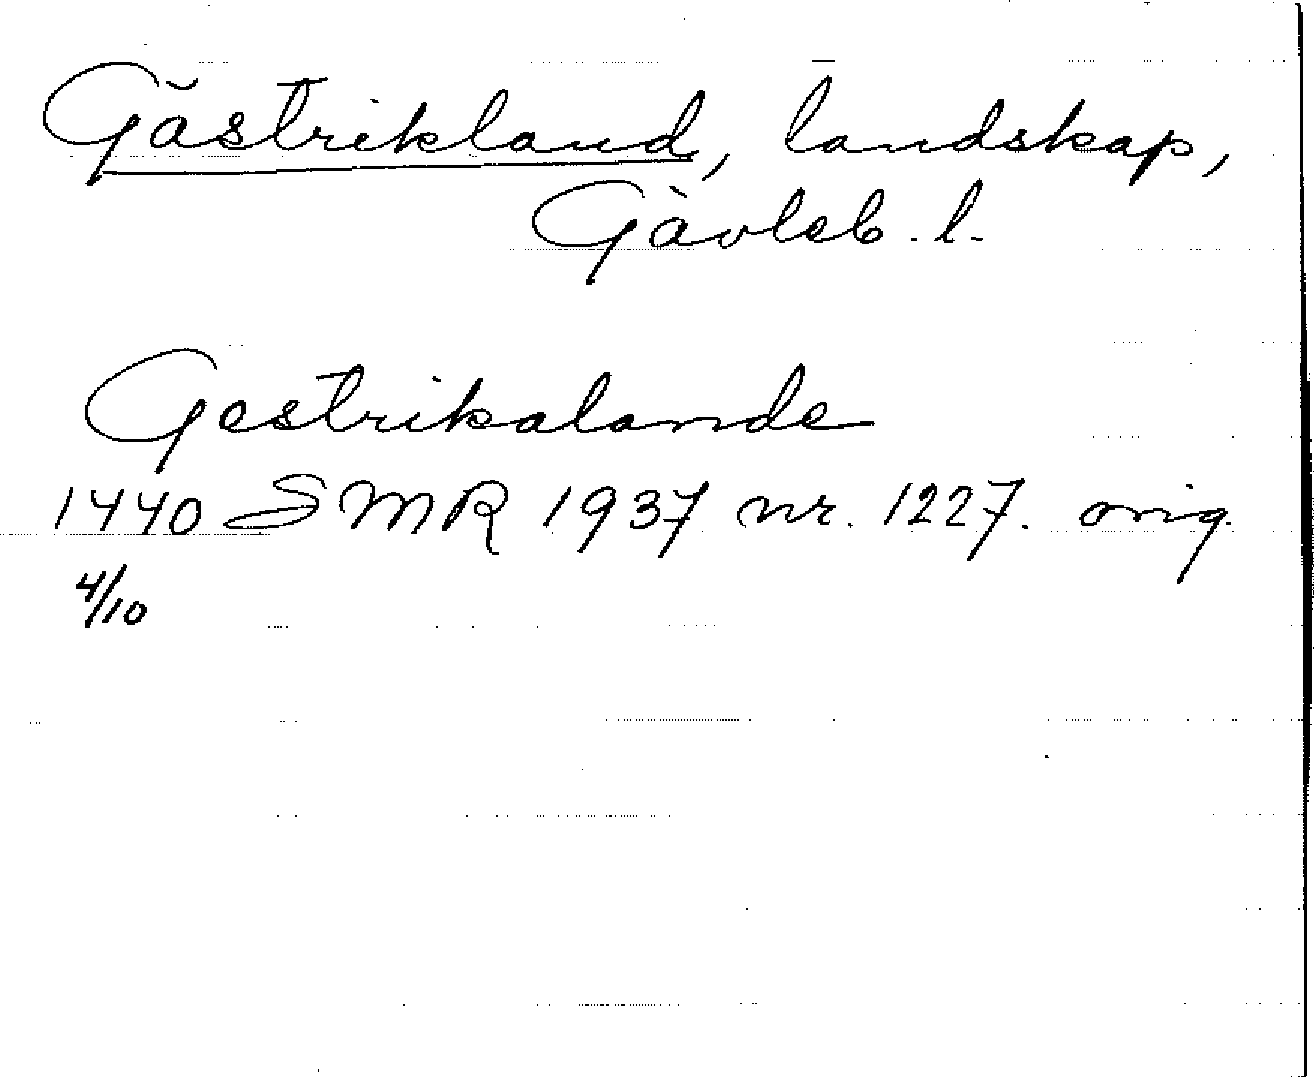 Gästrikland, landskap,
Gävleb. l.
Gestrikalande
1440 SMR 1937 nr. 1227. orig.
4/10